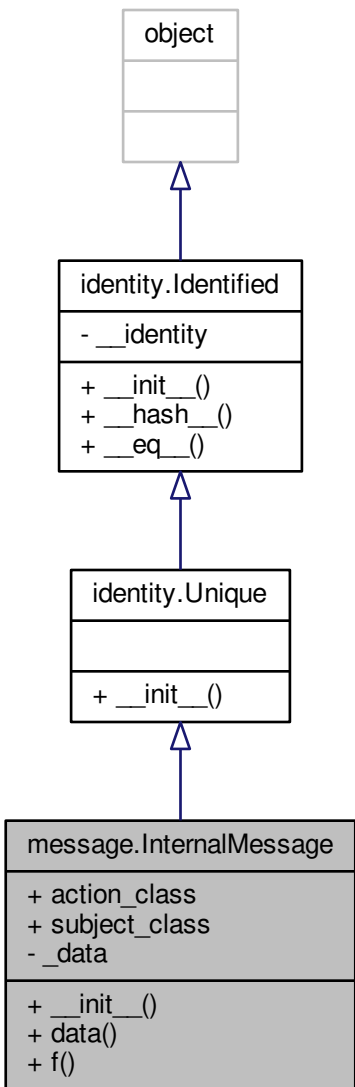 object
identity.Identified
- __identity
+ __init__()
+ __hash__()
+ __eq__()
identity.Unique
+ __init__()
message.InternalMessage
+ action_class
+ subject_class
- _data
+ __init__()
+ data()
+ f()